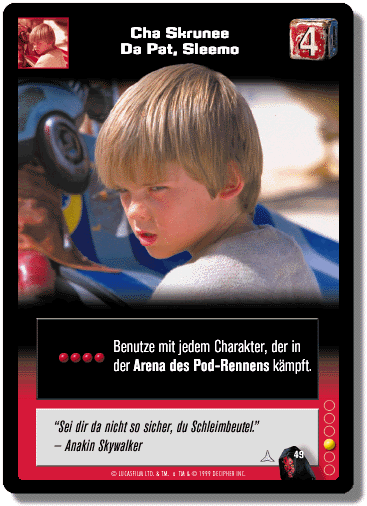 Cha Skrunee
Da Pat, Sleemo
4
Benutze mit jedem Charakter, der in
der Arena des Pod-Rennens kämpft.
“Sei dir da nicht so sicher, du Schleimbeutel.”
– Anakin Skywalker
49
© LUCASFILM LTD. & TM. TM & © 1999 DECIPHER INC.